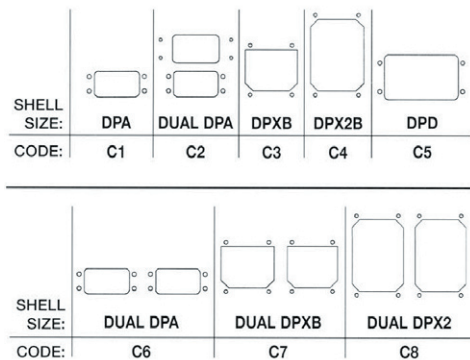 SHELL
SIZE: DPA DUAL DPA DPXB DPX2B DPD
CODE: C1 C2 C3 C4 C5
SHELL
SIZE: DUAL DPA DUAL DPXB DUAL DPX2
CODE: C6 C7 C8